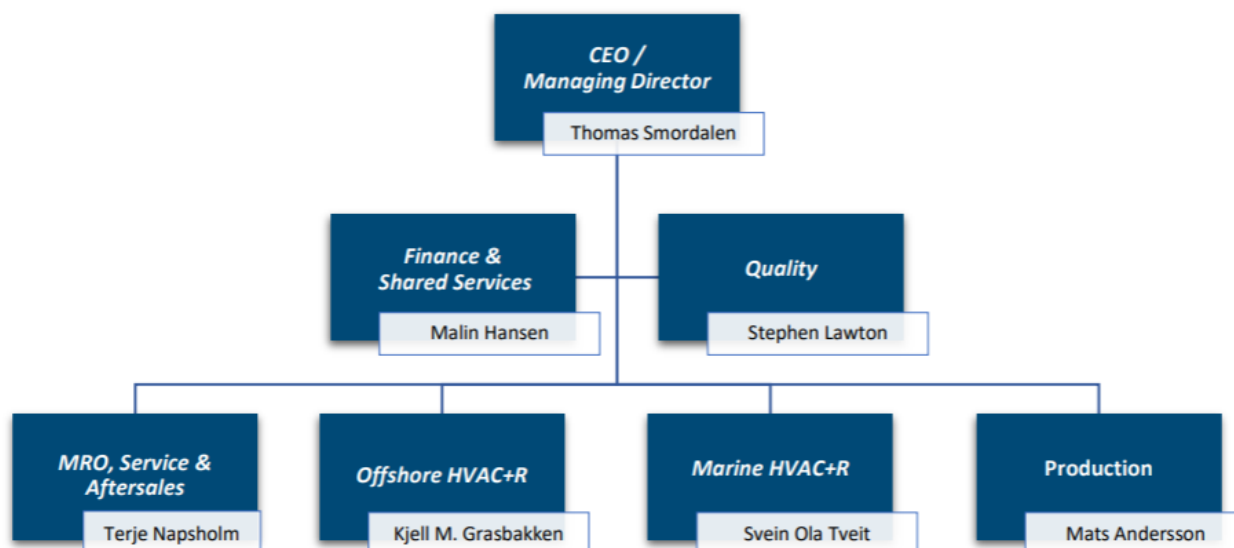 CEO /
Managing Director
Thomas Smordalen
Finance &
Shared Services
Malin Hansen
Quality
Stephen Lawton
MRO, Service &
Aftersales
Terje Napsholm
Offshore HVAC+R
Kjell M. Grasbakken
Marine HVAC+R
Svein Ola Tveit
Production
Mats Andersson